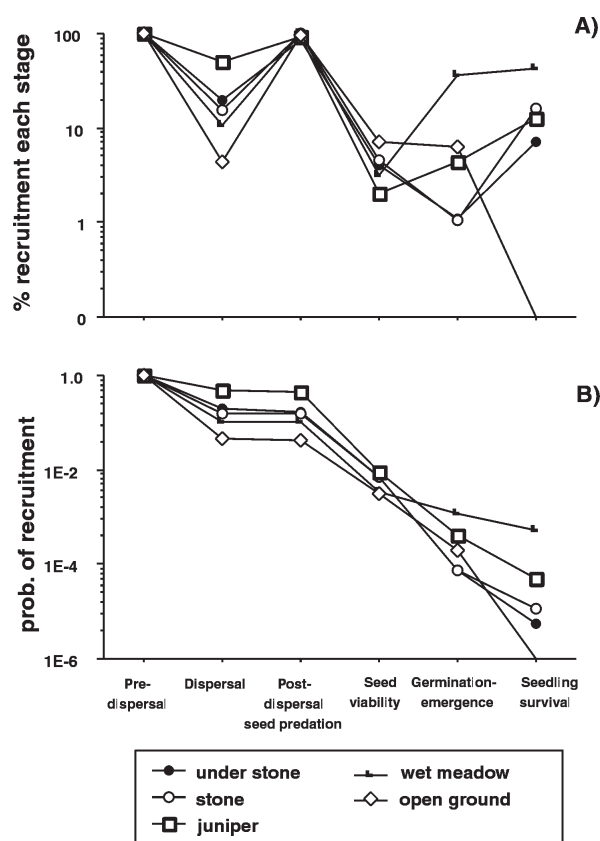 A)
% recruitment each stage
100
10
1
0
B)
prob. of recruitment
1.0
1E-2
1E-4
1E-6
Pre-
dispersal
Dispersal
Post-
dispersal
seed predation
Seed
viability
Germination-
emergence
Seedling
survival
under stone
stone
juniper
wet meadow
open ground